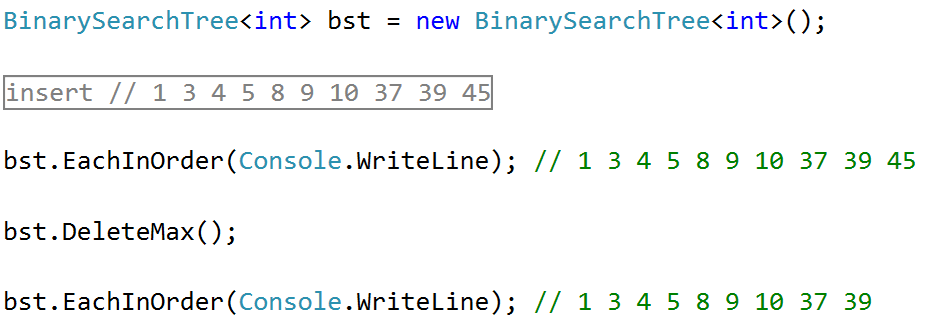 BinarySearchTree<int> bst = new BinarySearchTree<int>();
insert // 1 3 4 5 8 9 10 37 39 45
bst.EachInOrder(Console.WriteLine); // 1 3 4 5 8 9 10 37 39 45
bst.DeleteMax();
bst.EachInOrder(Console.WriteLine); // 1 3 4 5 8 9 10 37 39